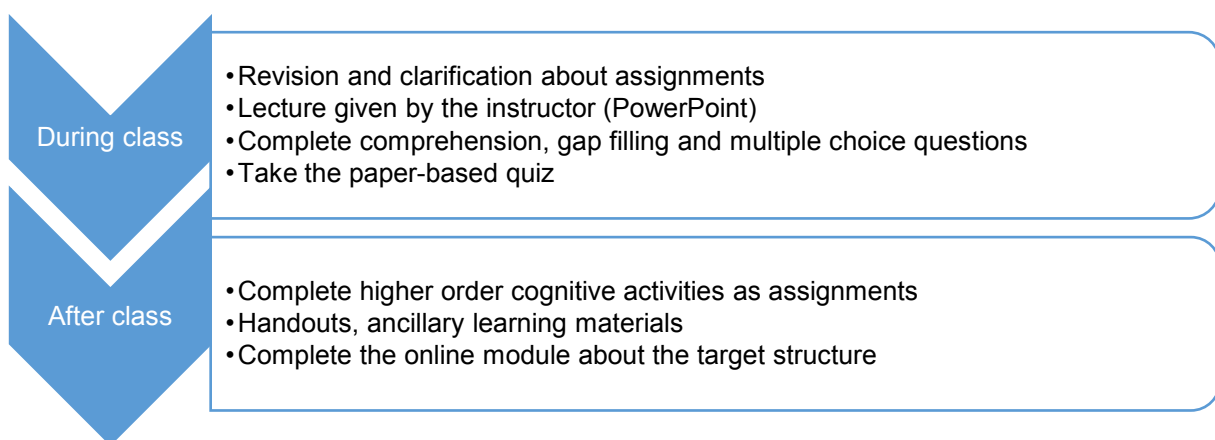 During class
•Revision and clarification about assignments
•Lecture given by the instructor (PowerPoint)
•Complete comprehension, gap filling and multiple choice questions
•Take the paper-based quiz
After class
•Complete higher order cognitive activities as assignments
•Handouts, ancillary learning materials
•Complete the online module about the target structure